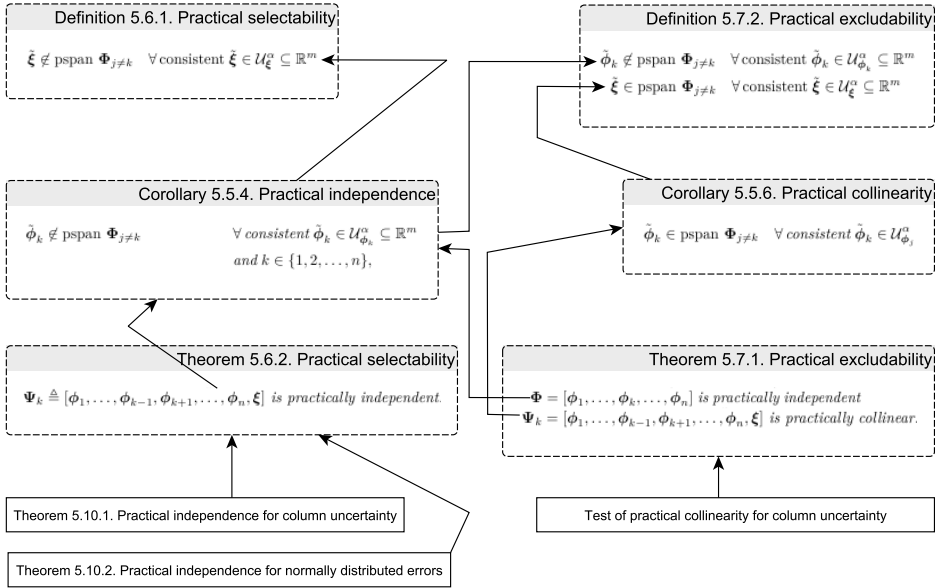 Definition 5.6.1. Practical selectability
ξ̃ ∉ pspan Φ_{j≠k} ∀ consistent ξ̃ ∈ 𝒰^α_ξ ⊆ ℝ^m
Definition 5.7.2. Practical excludability
ϕ̃_k ∉ pspan Φ_{j≠k} ∀ consistent ϕ̃_k ∈ 𝒰^α_{ϕ_k} ⊆ ℝ^m
ξ̃ ∈ pspan Φ_{j≠k} ∀ consistent ξ̃ ∈ 𝒰^α_ξ ⊆ ℝ^m
Corollary 5.5.4. Practical independence
ϕ̃_k ∉ pspan Φ_{j≠k} ∀ consistent ϕ̃_k ∈ 𝒰^α_{ϕ_k} ⊆ ℝ^m
and k ∈ {1, 2, . . . , n},
Corollary 5.5.6. Practical collinearity
ϕ̃_k ∈ pspan Φ_{j≠k} ∀ consistent ϕ̃_k ∈ 𝒰^α_{ϕ_j}
Theorem 5.6.2. Practical selectability
Ψ_k ≜ [ϕ_1, . . . , ϕ_{k−1}, ϕ_{k+1}, . . . , ϕ_n, ξ] is practically independent.
Theorem 5.7.1. Practical excludability
Φ = [ϕ_1, . . . , ϕ_k, . . . , ϕ_n] is practically independent
Ψ_k = [ϕ_1, . . . , ϕ_{k−1}, ϕ_{k+1}, . . . , ϕ_n, ξ] is practically collinear.
Theorem 5.10.1. Practical independence for column uncertainty
Test of practical collinearity for column uncertainty
Theorem 5.10.2. Practical independence for normally distributed errors